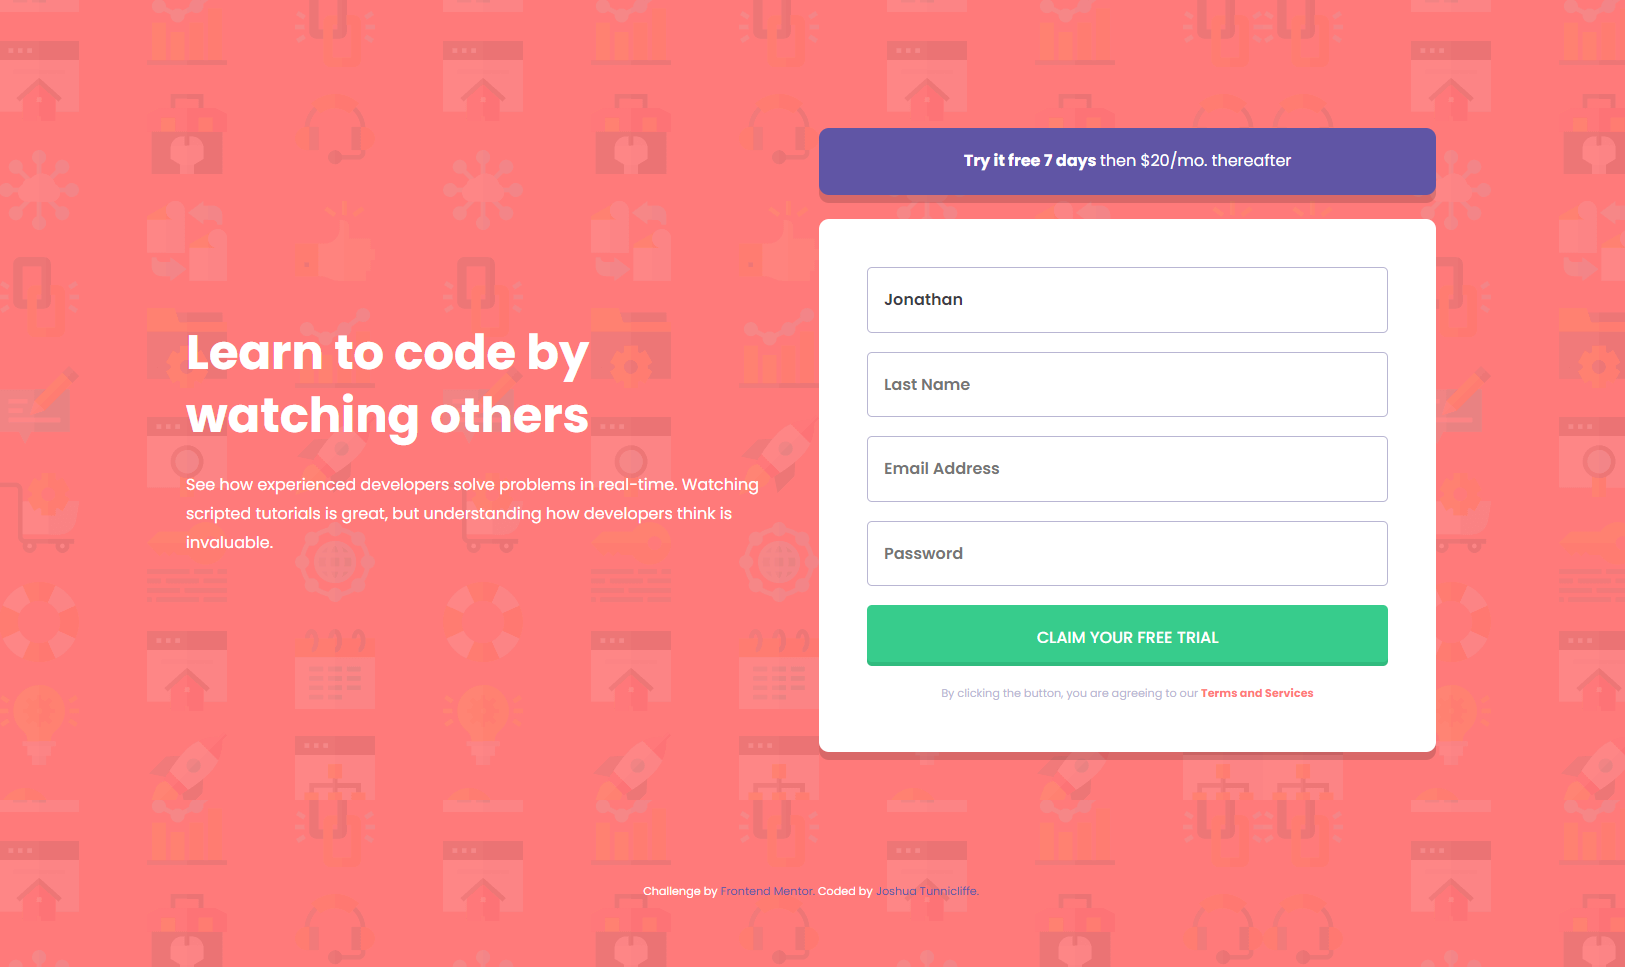 Try it free 7 days then $20/mo. thereafter
Learn to code by
watching others
See how experienced developers solve problems in real-time. Watching
scripted tutorials is great, but understanding how developers think is
invaluable.
Jonathan
Last Name
Email Address
Password
CLAIM YOUR FREE TRIAL
By clicking the button, you are agreeing to our Terms and Services
Challenge by Frontend Mentor. Coded by Joshua Tunnicliffe.